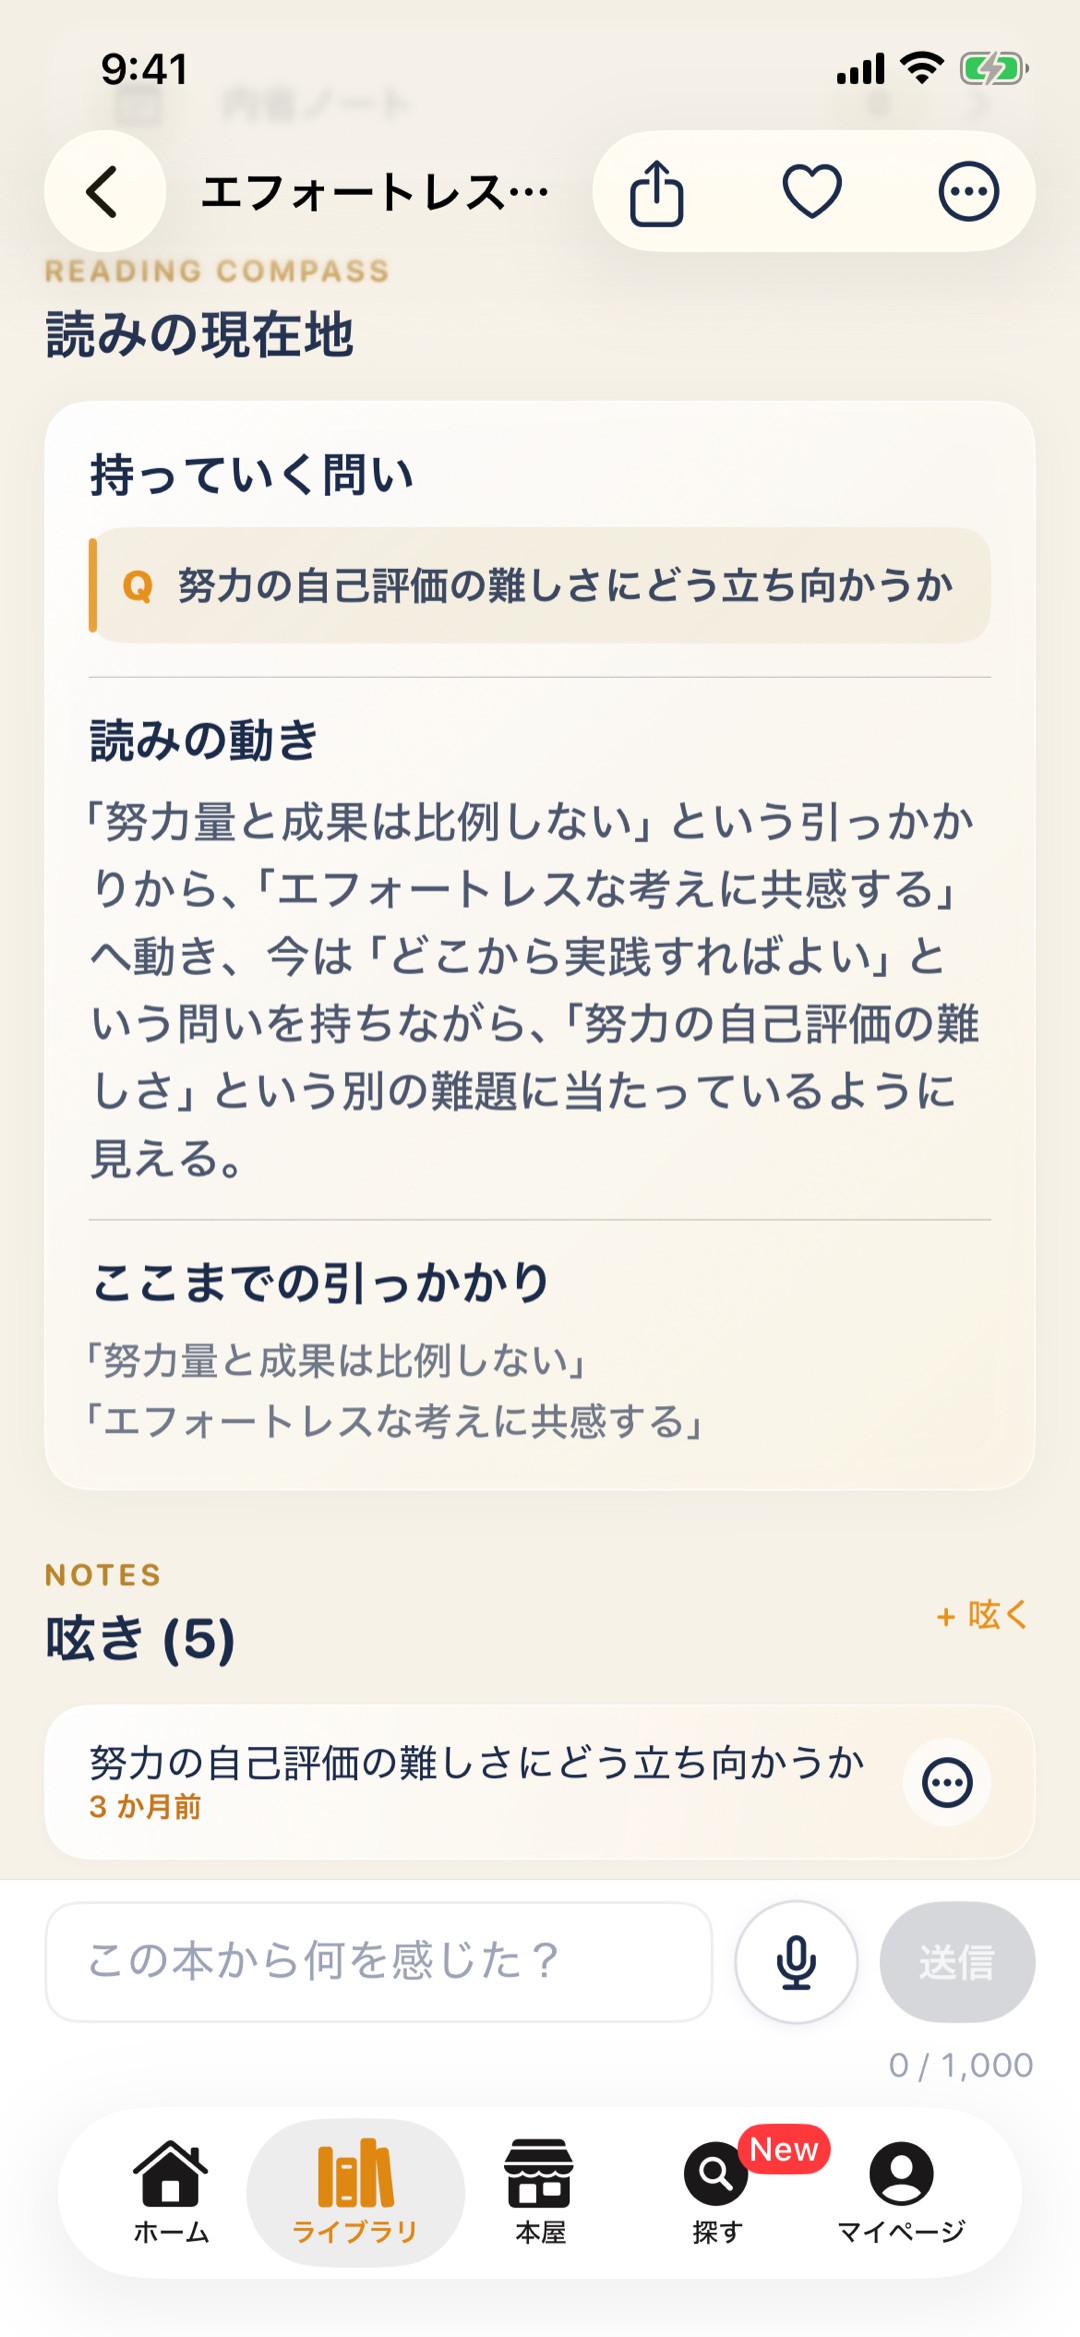 9:41
内省ノート
エフォートレス…
READING COMPASS
読みの現在地
持っていく問い
Q 努力の自己評価の難しさにどう立ち向かうか
読みの動き
「努力量と成果は比例しない」という引っかか
りから、「エフォートレスな考えに共感する」
へ動き、今は「どこから実践すればよい」と
いう問いを持ちながら、「努力の自己評価の難
しさ」という別の難題に当たっているように
見える。
ここまでの引っかかり
「努力量と成果は比例しない」
「エフォートレスな考えに共感する」
NOTES
呟き (5)
+ 呟く
努力の自己評価の難しさにどう立ち向かうか
3 か月前
この本から何を感じた？
送信
0 / 1,000
New
ホーム
ライブラリ
本屋
探す
マイページ